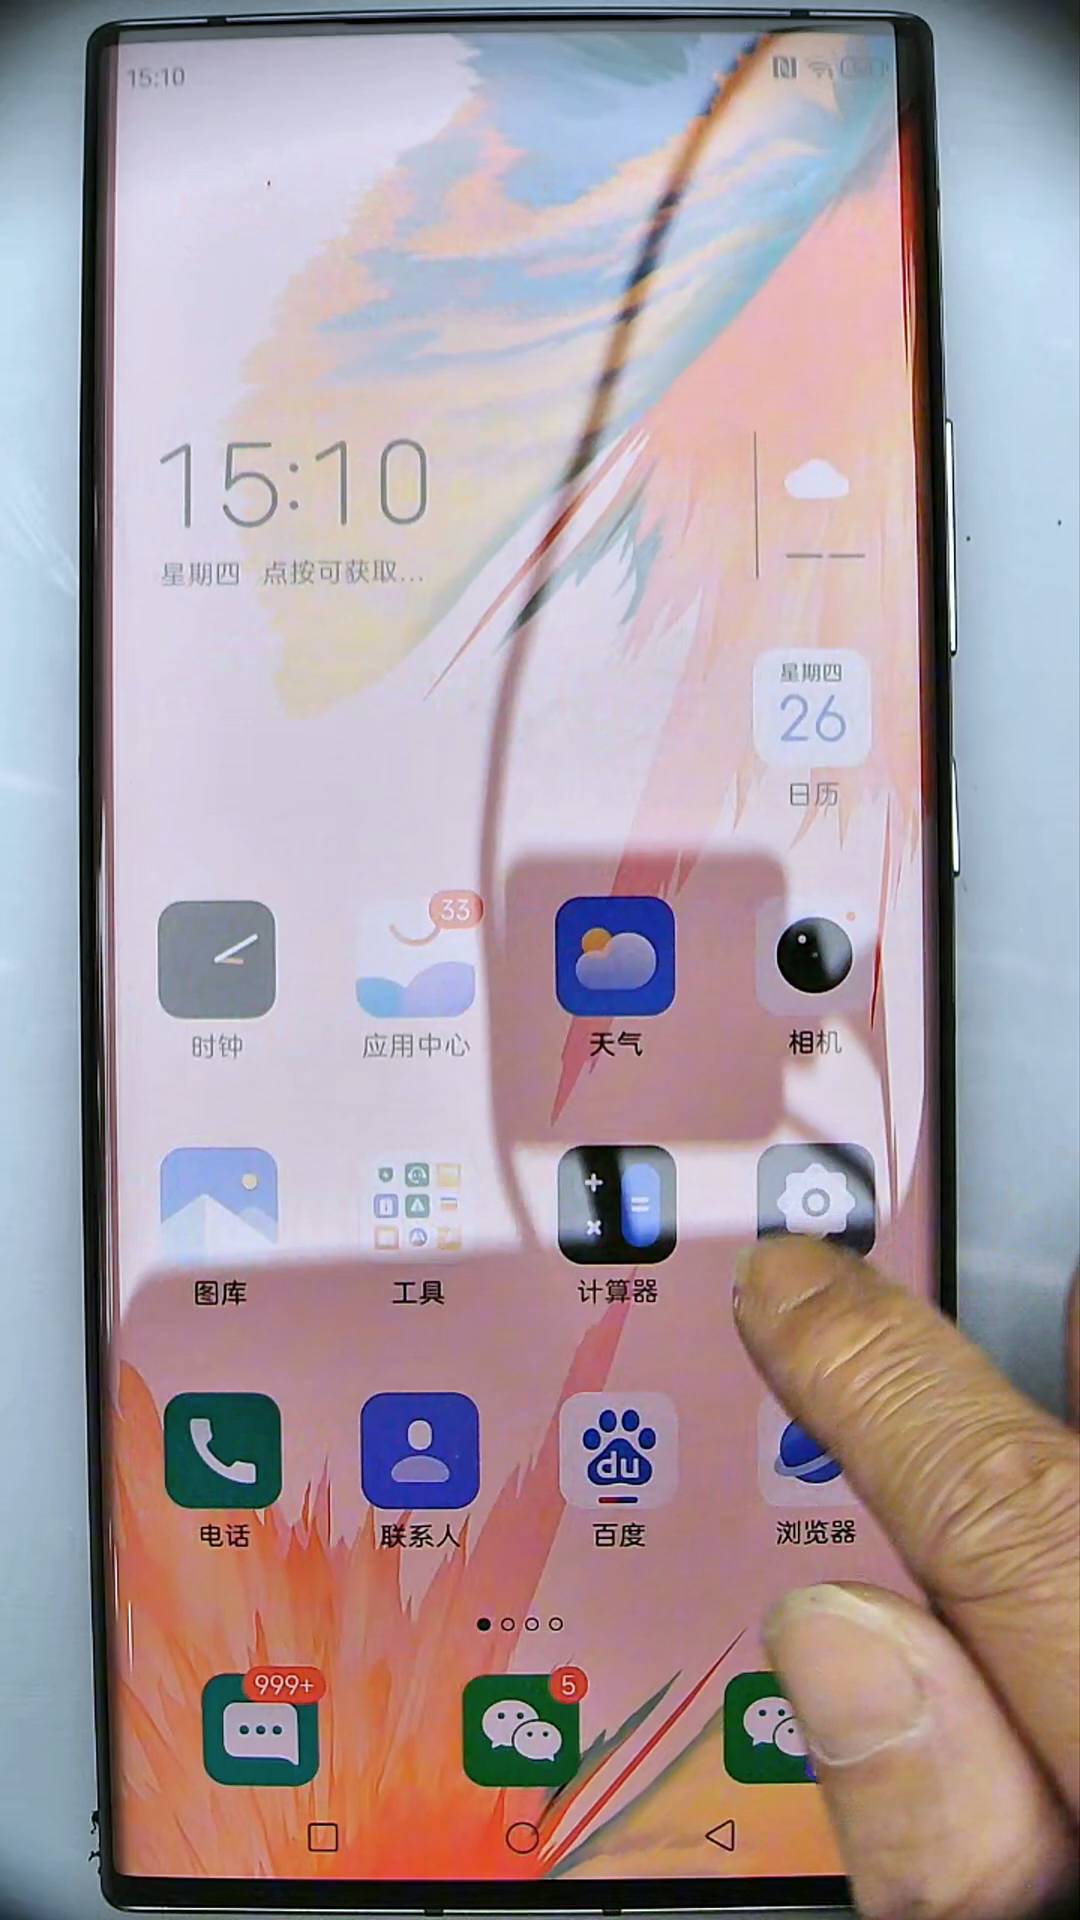 15:10
15:10
星期四 点按可获取...
星期四
26
日历
33
时钟
应用中心
天气
相机
图库
工具
计算器
du
电话
联系人
百度
浏览器
999+
5